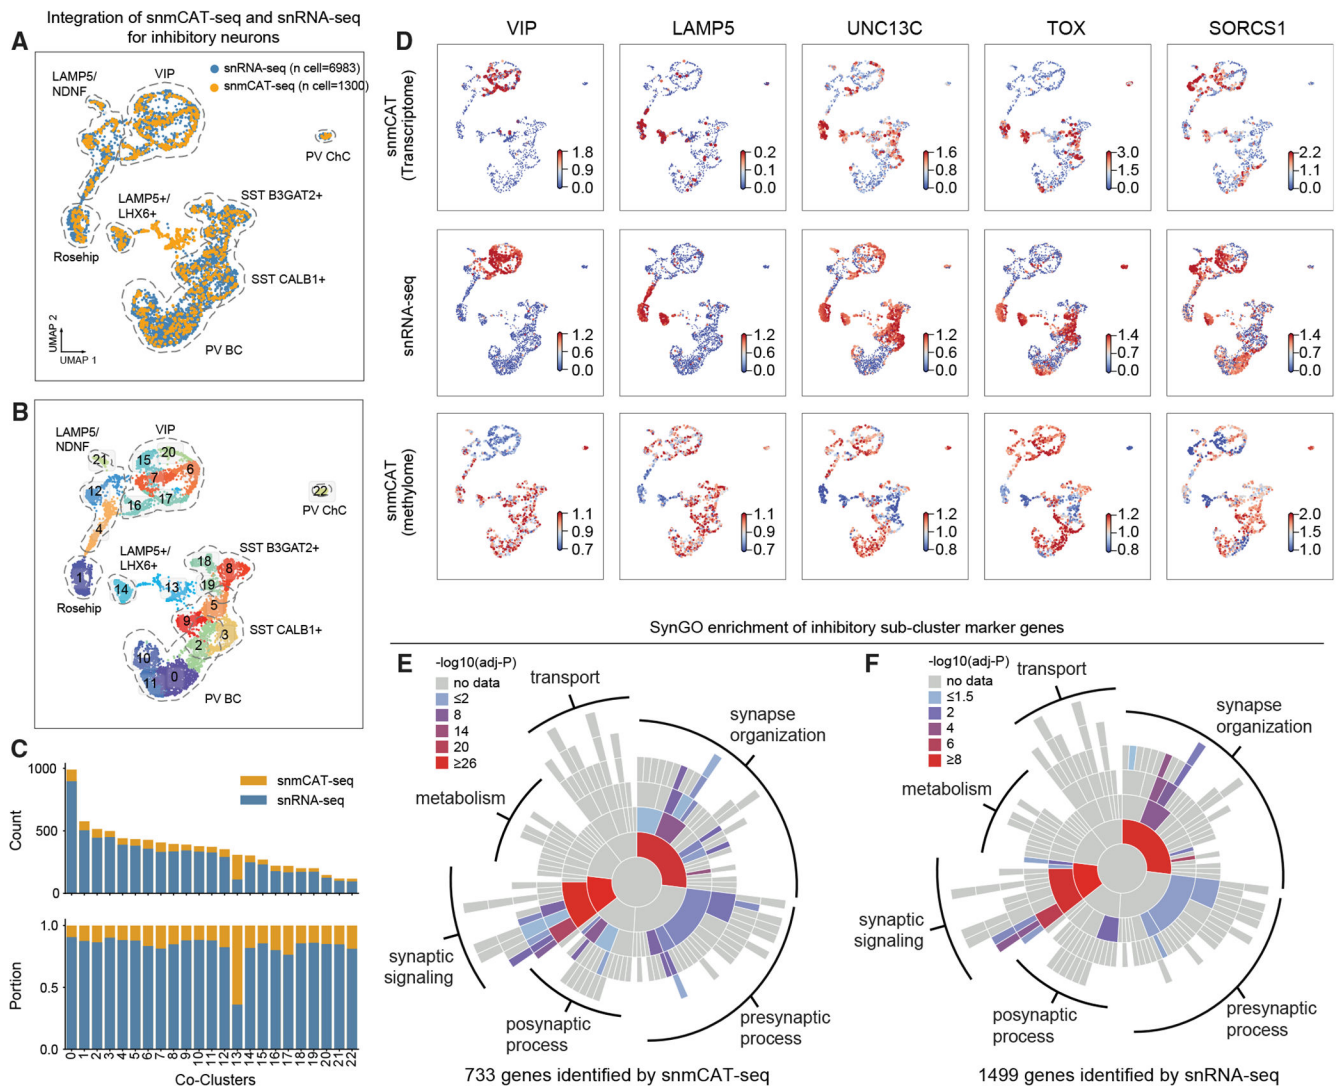 Integration of snmCAT-seq and snRNA-seq
for inhibitory neurons
A
LAMP5/
NDNF
VIP
snRNA-seq (n cell=6983)
snmCAT-seq (n cell=1300)
PV ChC
LAMP5+/
LHX6+
SST B3GAT2+
Rosehip
SST CALB1+
PV BC
UMAP 2
UMAP 1
B
LAMP5/
NDNF
VIP
21
15
20
6
7
12
16
17
4
22
PV ChC
LAMP5+/
LHX6+
SST B3GAT2+
18
8
1
14
13
19
Rosehip
5
9
3
SST CALB1+
2
10
11
0
PV BC
C
1000
500
0
Count
snmCAT-seq
snRNA-seq
1.0
0.5
0.0
Portion
0 1 2 3 4 5 6 7 8 9 10 11 12 13 14 15 16 17 18 19 20 21 22
Co-Clusters
D
VIP LAMP5 UNC13C TOX SORCS1
snmCAT
(Transcriptome)
1.8 0.2 1.6 3.0 2.2
0.9 0.1 0.8 1.5 1.1
0.0 0.0 0.0 0.0 0.0
snRNA-seq
1.2 1.2 1.2 1.4 1.4
0.6 0.6 0.6 0.7 0.7
0.0 0.0 0.0 0.0 0.0
snmCAT
(methylome)
1.1 1.1 1.2 1.2 2.0
0.9 0.9 1.0 1.0 1.5
0.7 0.7 0.8 0.8 1.0
SynGO enrichment of inhibitory sub-cluster marker genes
E
-log10(adj-P)
no data
≤2
8
14
20
≥26
transport
synapse
organization
metabolism
synaptic
signaling
posynaptic
process
presynaptic
process
733 genes identified by snmCAT-seq
F
-log10(adj-P)
no data
≤1.5
2
4
6
≥8
transport
synapse
organization
metabolism
synaptic
signaling
posynaptic
process
presynaptic
process
1499 genes identified by snRNA-seq